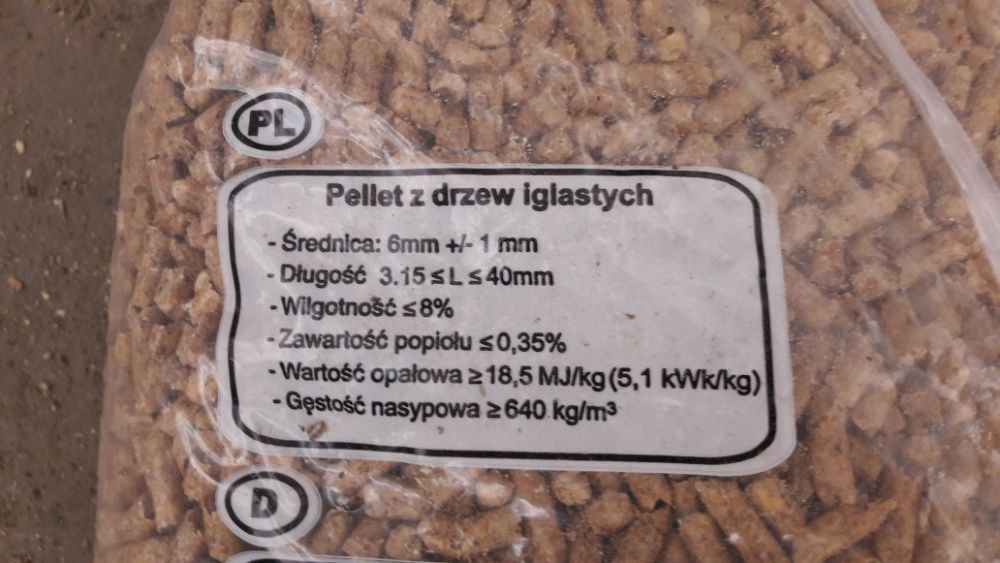 PL
Pellet z drzew iglastych
- Średnica: 6mm +/- 1 mm
- Długość 3.15 ≤ L ≤ 40mm
- Wilgotność ≤ 8%
- Zawartość popiołu ≤ 0,35%
- Wartość opałowa ≥ 18,5 MJ/kg (5,1 kWk/kg)
- Gęstość nasypowa ≥ 640 kg/m³
D